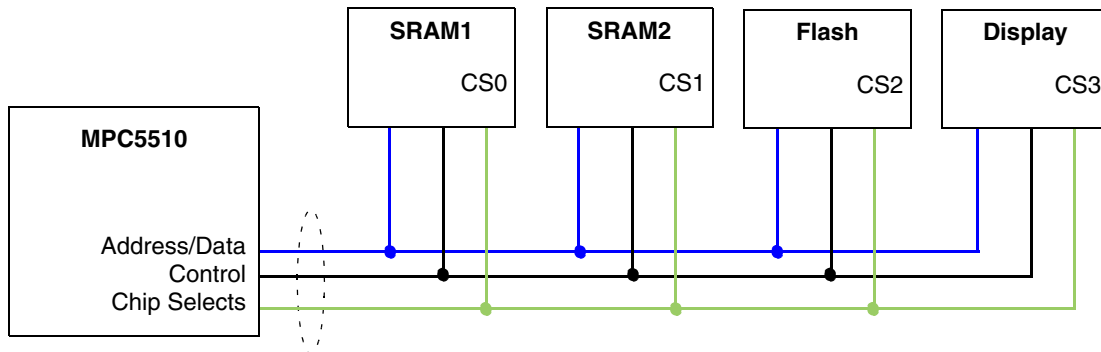 SRAM1
CS0
SRAM2
CS1
Flash
CS2
Display
CS3
MPC5510
Address/Data
Control
Chip Selects